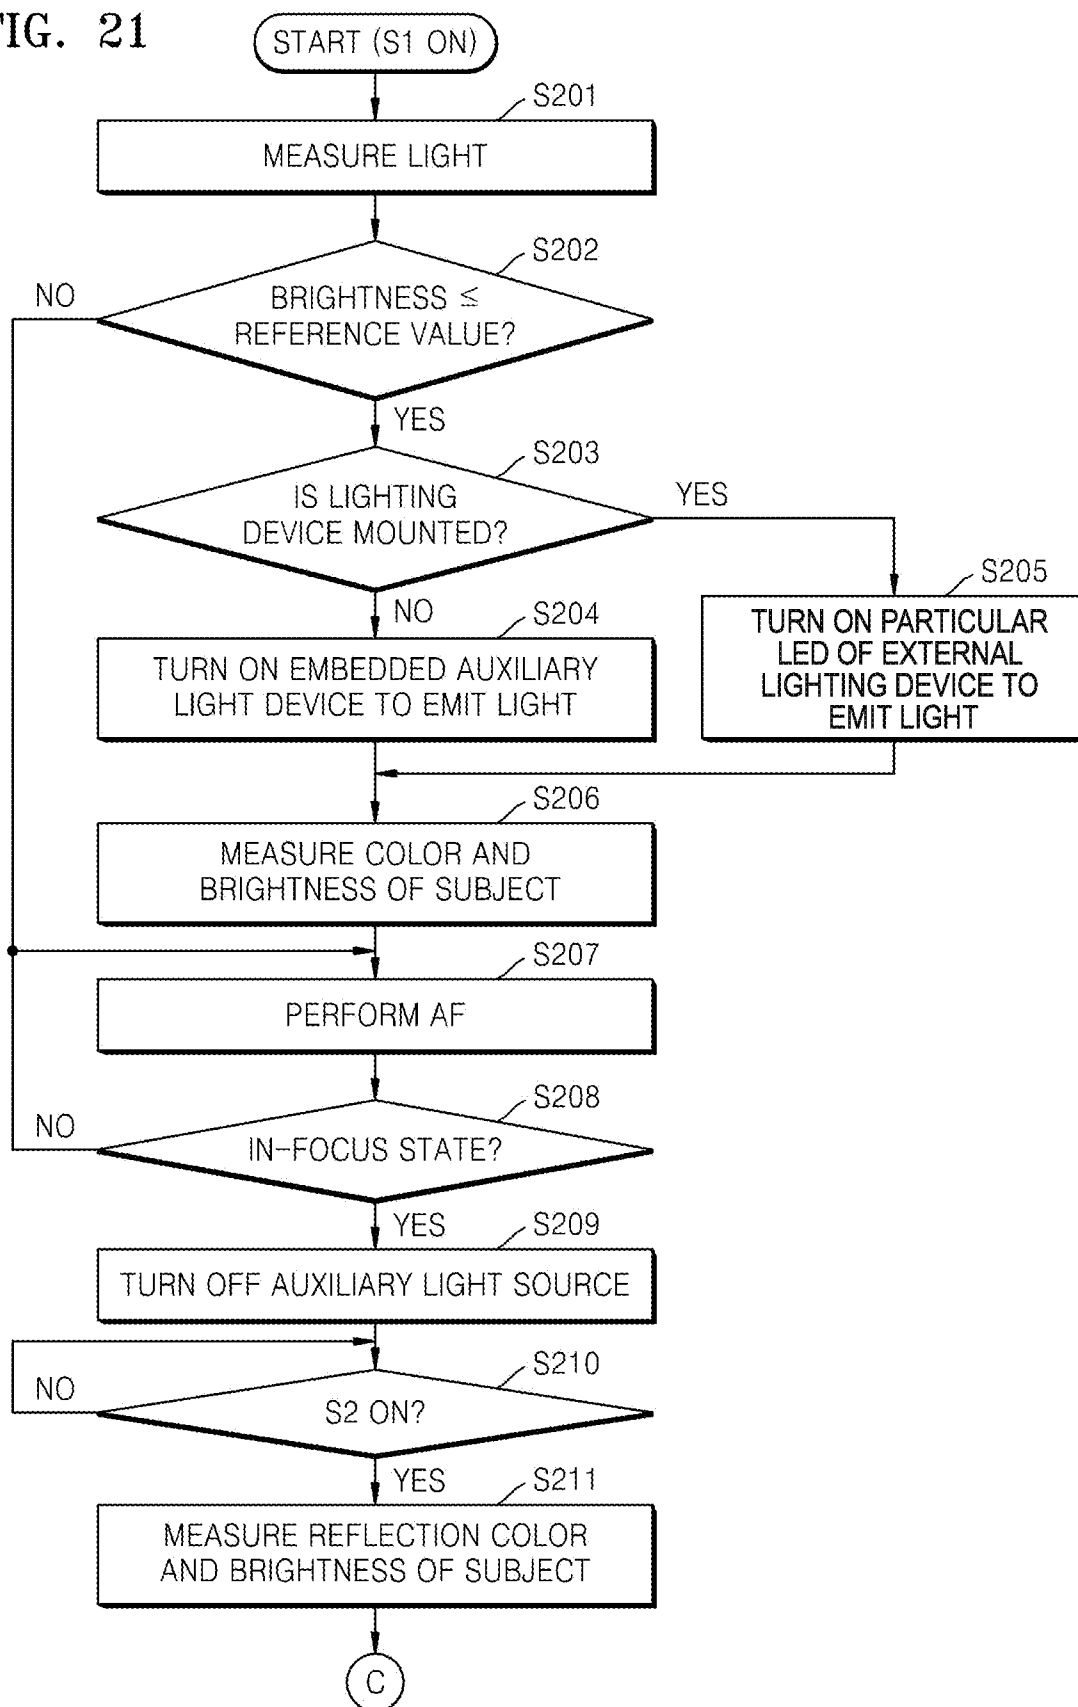 FIG. 21
START (S1 ON)
S201
MEASURE LIGHT
S202
NO
BRIGHTNESS ≦
REFERENCE VALUE?
YES
S203
IS LIGHTING
DEVICE MOUNTED?
YES
NO
S204
TURN ON EMBEDDED AUXILIARY
LIGHT DEVICE TO EMIT LIGHT
S205
TURN ON PARTICULAR
LED OF EXTERNAL
LIGHTING DEVICE TO
EMIT LIGHT
S206
MEASURE COLOR AND
BRIGHTNESS OF SUBJECT
S207
PERFORM AF
S208
NO
IN-FOCUS STATE?
YES
S209
TURN OFF AUXILIARY LIGHT SOURCE
S210
NO
S2 ON?
YES
S211
MEASURE REFLECTION COLOR
AND BRIGHTNESS OF SUBJECT
C